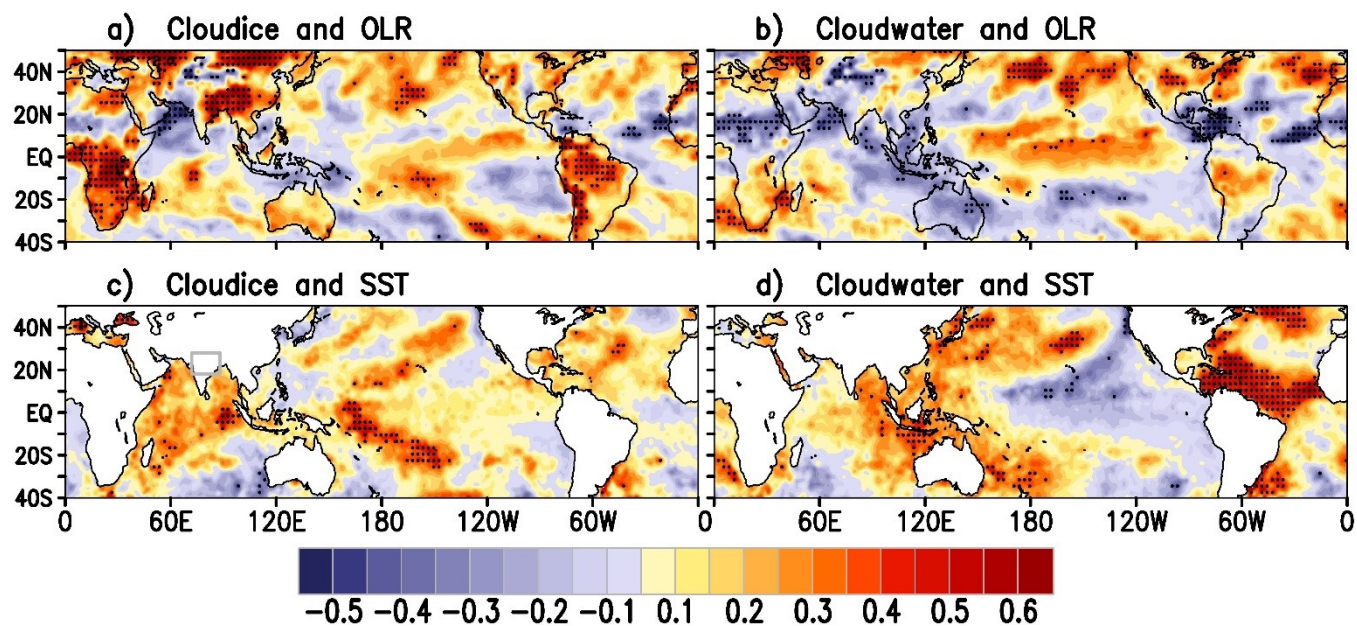 a) Cloudice and OLR
b) Cloudwater and OLR
40N
20N
EQ
20S
40S
c) Cloudice and SST
d) Cloudwater and SST
40N
20N
EQ
20S
40S
0 60E 120E 180 120W 60W 0 60E 120E 180 120W 60W 0
-0.5 -0.4 -0.3 -0.2 -0.1 0.1 0.2 0.3 0.4 0.5 0.6